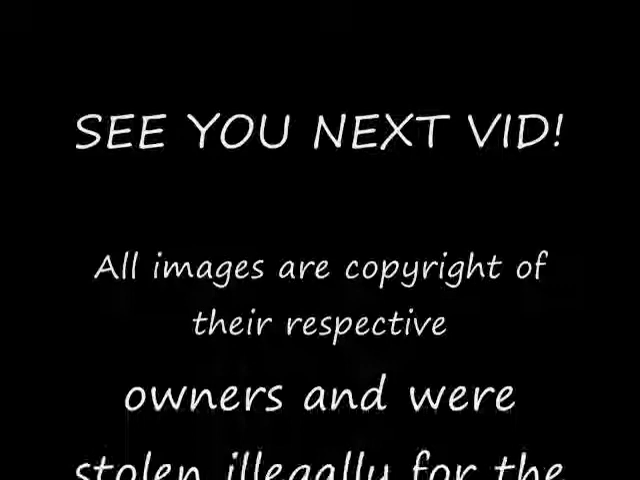 SEE YOU NEXT VID!
All images are copyright of
their respective
owners and were
stolen illegally for the